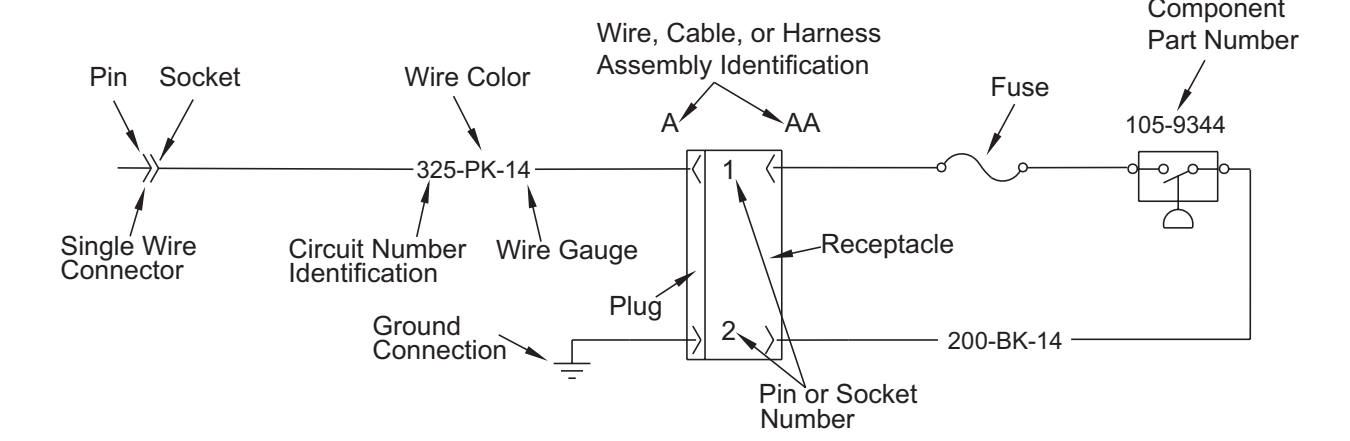 Component
Part Number
Wire, Cable, or Harness
Assembly Identification
Pin
Socket
Wire Color
Fuse
A
AA
105-9344
325-PK-14
1
Single Wire
Connector
Circuit Number
Identification
Wire Gauge
Receptacle
Plug
Ground
Connection
2
200-BK-14
Pin or Socket
Number